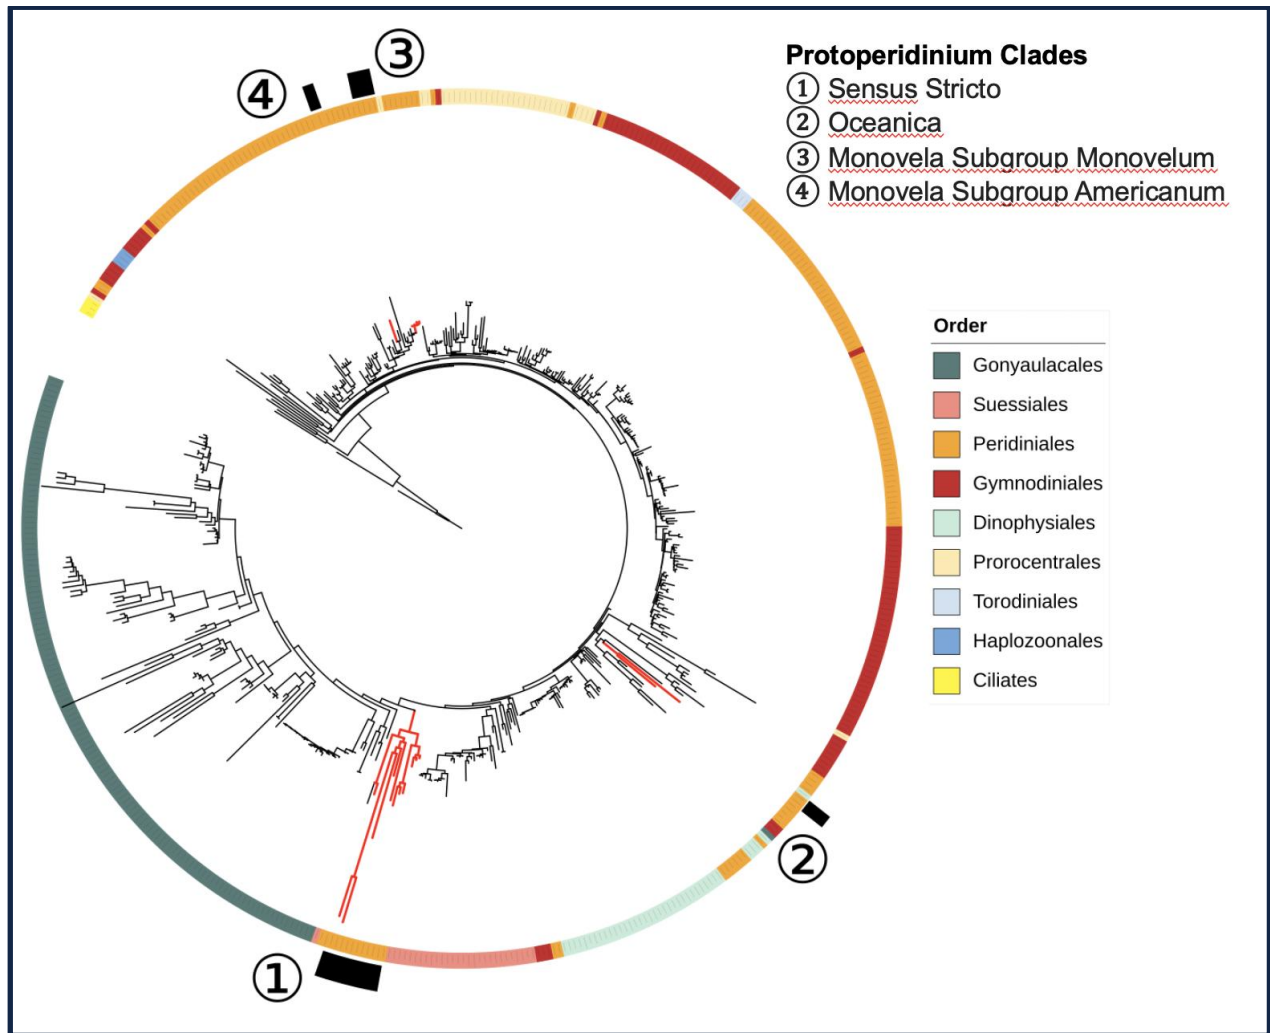 ③
④
Protoperidinium Clades
① Sensus Stricto
② Oceanica
③ Monovela Subgroup Monovelum
④ Monovela Subgroup Americanum
Order
Gonyaulacales
Suessiales
Peridiniales
Gymnodiniales
Dinophysiales
Prorocentrales
Torodiniales
Haplozoonales
Ciliates
②
①